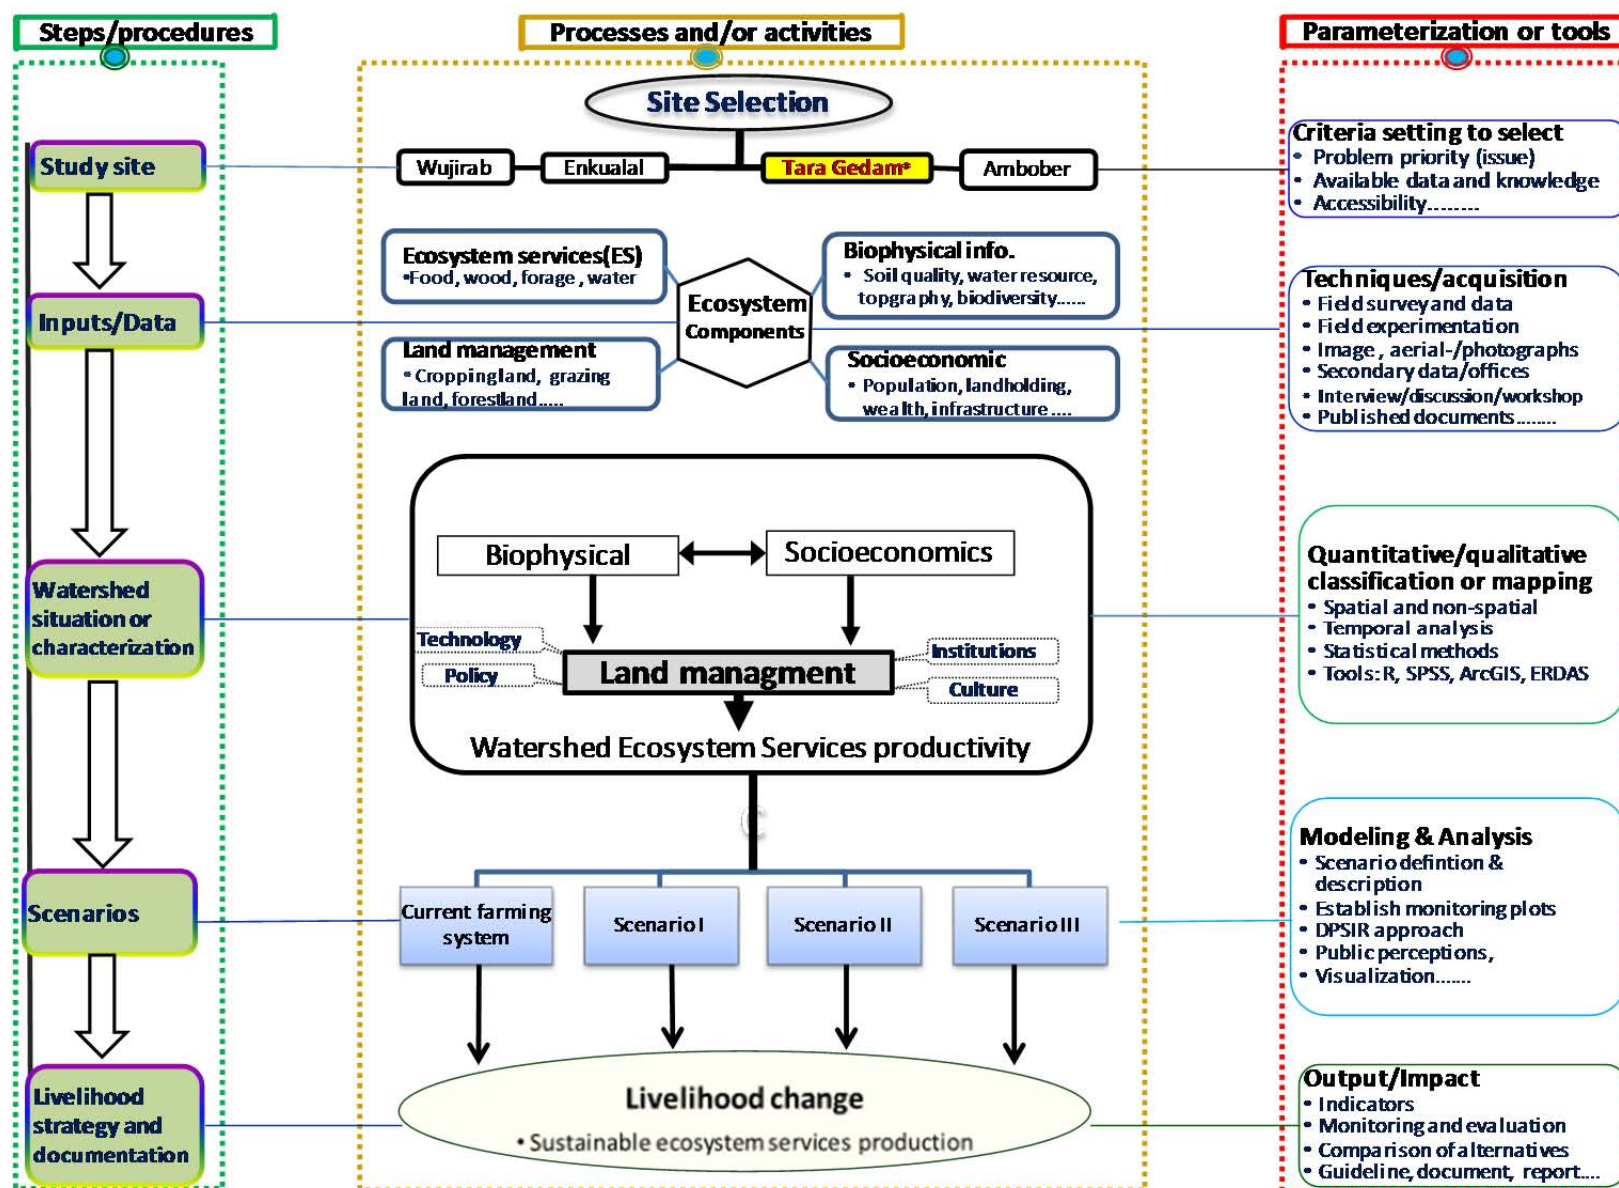 Steps/procedures
Processes and/or activities
Parameterization or tools
Site Selection
Study site
Wujirab
Enkualal
Tara Gedam*
Ambober
Criteria setting to select
• Problem priority (issue)
• Available data and knowledge
• Accessibility.........
Inputs/Data
Ecosystem services(ES)
•Food, wood, forage , water
Biophysical info.
• Soil quality, water resource,
topgraphy, biodiversity......
Ecosystem
Components
Land management
• Croppingland, grazing
land, forestland.....
Socioeconomic
• Population, landholding,
wealth, infrastructure ....
Techniques/acquisition
• Field survey and data
• Field experimentation
• Image , aerial-/photographs
• Secondary data/offices
• Interview/discussion/workshop
• Published documents.........
Watershed
situation or
characterization
Biophysical
Socioeconomics
Technology
Policy
Land managment
Institutions
Culture
Watershed Ecosystem Services productivity
Quantitative/qualitative
classification or mapping
• Spatial and non-spatial
• Temporal analysis
• Statistical methods
• Tools: R, SPSS, ArcGIS, ERDAS
C
Scenarios
Current farming
system
Scenario I
Scenario II
Scenario III
Modeling & Analysis
• Scenario defintion &
description
• Establish monitoring plots
• DPSIR approach
• Public perceptions,
• Visualization.......
Livelihood
strategy and
documentation
Livelihood change
• Sustainable ecosystem services production
Output/Impact
• Indicators
• Monitoring and evaluation
• Comparison of alternatives
• Guideline, document, report....